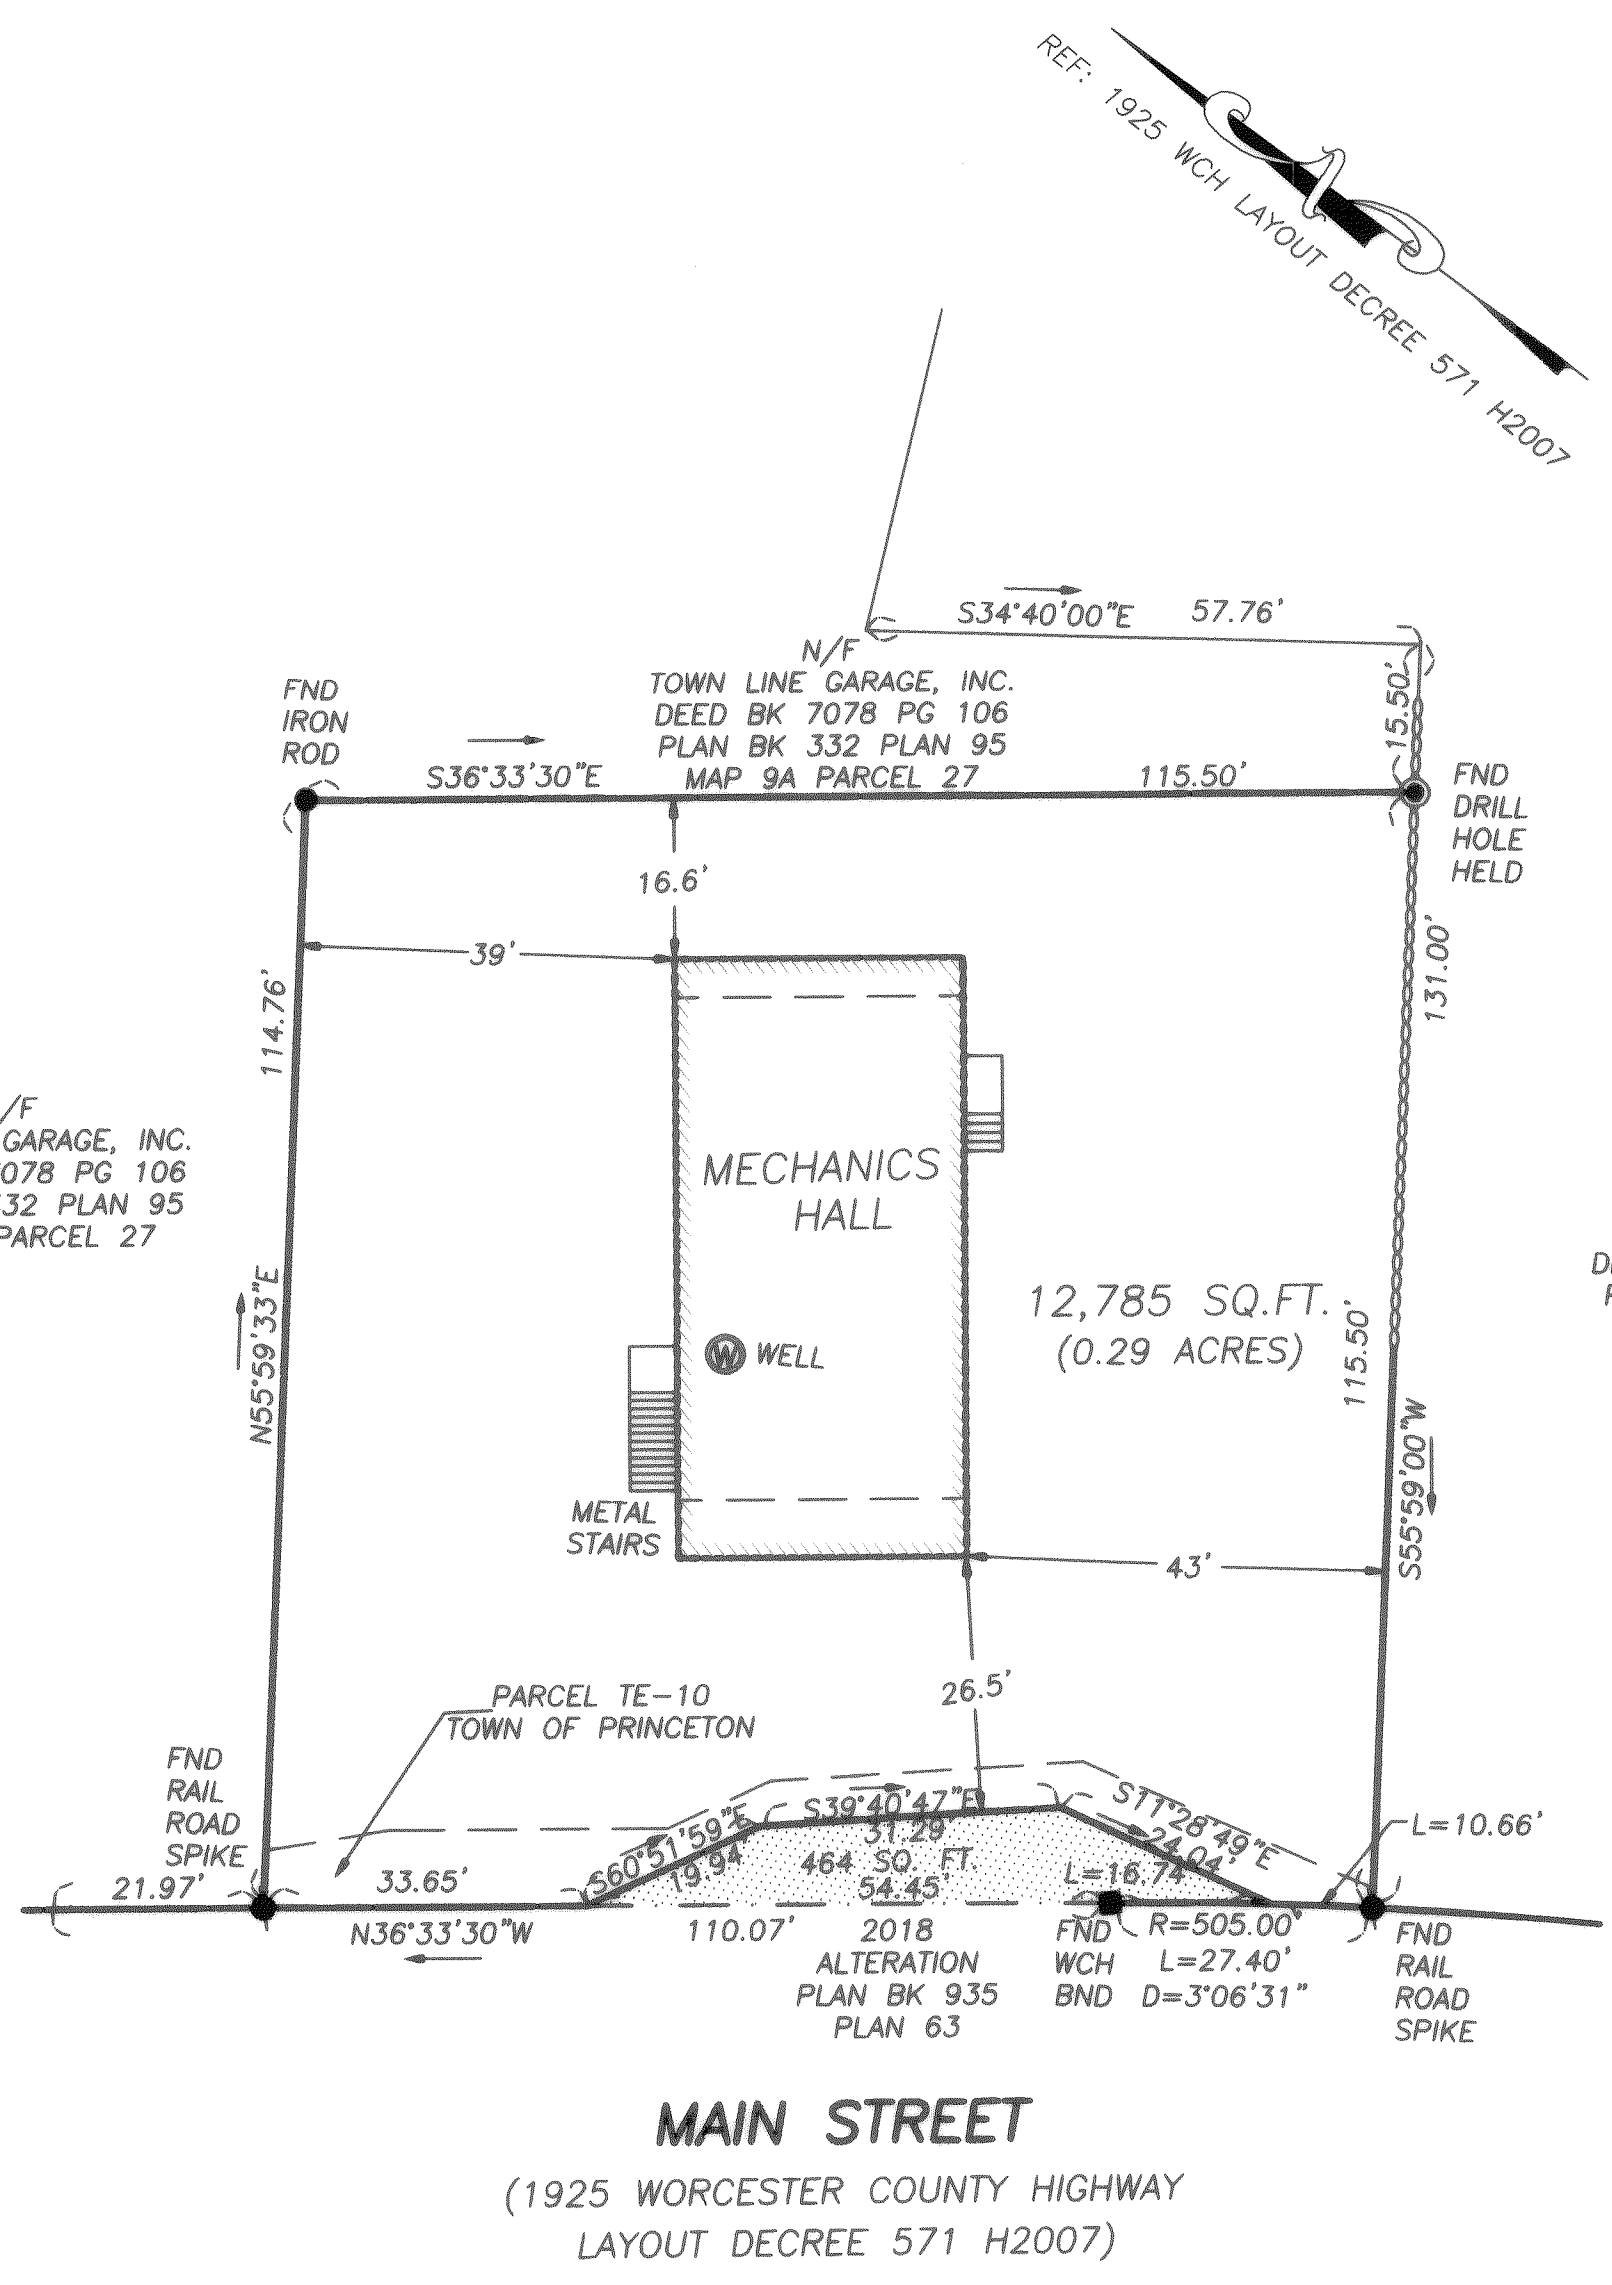 REF: 1925 WCH LAYOUT DECREE 571 H2007
S34°40'00"E 57.76'
15.50'
N/F
TOWN LINE GARAGE, INC.
DEED BK 7078 PG 106
PLAN BK 332 PLAN 95
MAP 9A PARCEL 27
FND
IRON
ROD
S36°33'30"E
115.50'
FND
DRILL
HOLE
HELD
16.6'
39'
114.76'
131.00'
/F
GARAGE, INC.
078 PG 106
32 PLAN 95
PARCEL 27
MECHANICS
HALL
12,785 SQ.FT.
(0.29 ACRES)
W WELL
N55°59'33"E
115.50'
S55°59'00"W
METAL
STAIRS
43'
26.5'
PARCEL TE-10
TOWN OF PRINCETON
FND
RAIL
ROAD
SPIKE
21.97'
33.65'
N36°33'30"W
S60°51'59"E
19.94'
S39°40'47"E
31.29'
464 SQ. FT.
54.45'
S11°28'49"E
24.04'
L=16.74'
L=10.66'
110.07'
2018
ALTERATION
PLAN BK 935
PLAN 63
FND
WCH
BND
R=505.00'
L=27.40'
D=3°06'31"
FND
RAIL
ROAD
SPIKE
MAIN STREET
(1925 WORCESTER COUNTY HIGHWAY
LAYOUT DECREE 571 H2007)